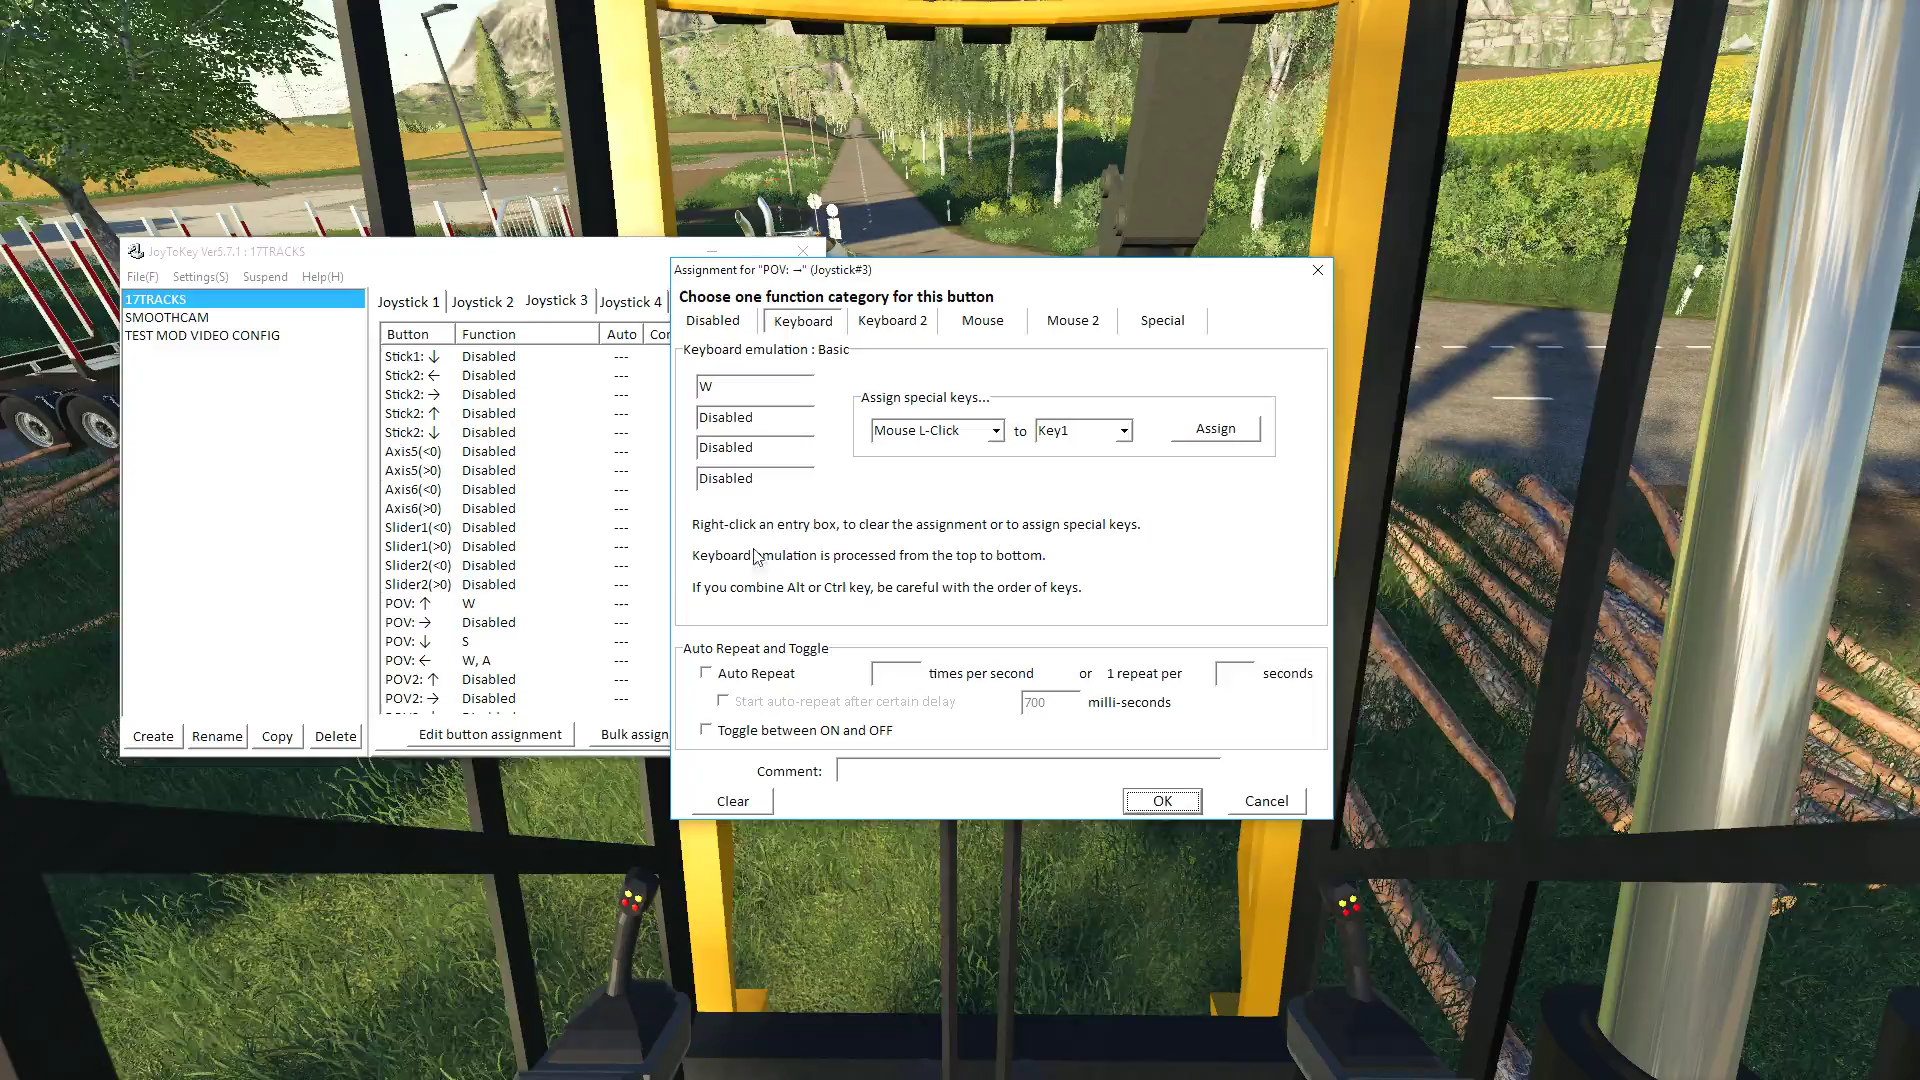 JoyToKey Ver5.7.1 : 17TRACKS
File(F) Settings(S) Suspend Help(H)
17TRACKS
SMOOTHCAM
TEST MOD VIDEO CONFIG
Create Rename Copy Delete
Joystick 1 Joystick 2 Joystick 3 Joystick 4
Button Function Auto Cor
Stick1: ↓ Disabled ---
Stick2: ← Disabled ---
Stick2: → Disabled ---
Stick2: ↑ Disabled ---
Stick2: ↓ Disabled ---
Axis5(<0) Disabled ---
Axis5(>0) Disabled ---
Axis6(<0) Disabled ---
Axis6(>0) Disabled ---
Slider1(<0) Disabled ---
Slider1(>0) Disabled ---
Slider2(<0) Disabled ---
Slider2(>0) Disabled ---
POV: ↑ W ---
POV: → Disabled ---
POV: ↓ S ---
POV: ← W, A ---
POV2: ↑ Disabled ---
POV2: → Disabled ---
Edit button assignment Bulk assign
Assignment for "POV: →" (Joystick#3)
Choose one function category for this button
Disabled Keyboard Keyboard 2 Mouse Mouse 2 Special
Keyboard emulation : Basic
W
Disabled
Disabled
Disabled
Assign special keys...
Mouse L-Click to Key1 Assign
Right-click an entry box, to clear the assignment or to assign special keys.
Keyboard emulation is processed from the top to bottom.
If you combine Alt or Ctrl key, be careful with the order of keys.
Auto Repeat and Toggle
Auto Repeat times per second or 1 repeat per seconds
Start auto-repeat after certain delay 700 milli-seconds
Toggle between ON and OFF
Comment:
Clear OK Cancel